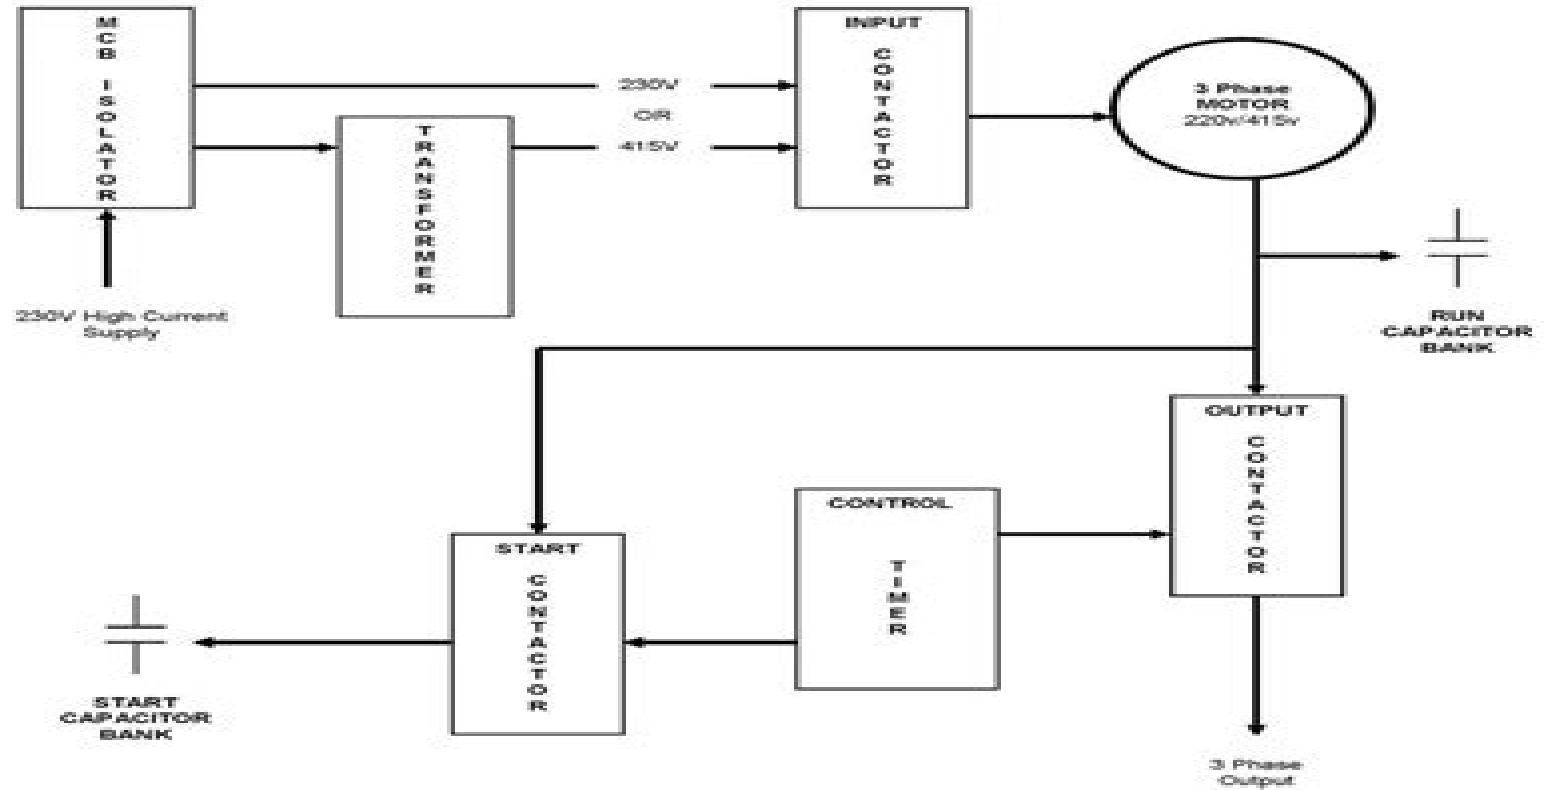 MCB ISOLATOR
230V High Current
Supply
TRANSFORMER
230V
OR
415V
INPUT
CONTACTOR
3 Phase
MOTOR
220v/415v
RUN
CAPACITOR
BANK
OUTPUT
CONTACTOR
CONTROL
TIMER
START
CONTACTOR
START
CAPACITOR
BANK
3 Phase
Output